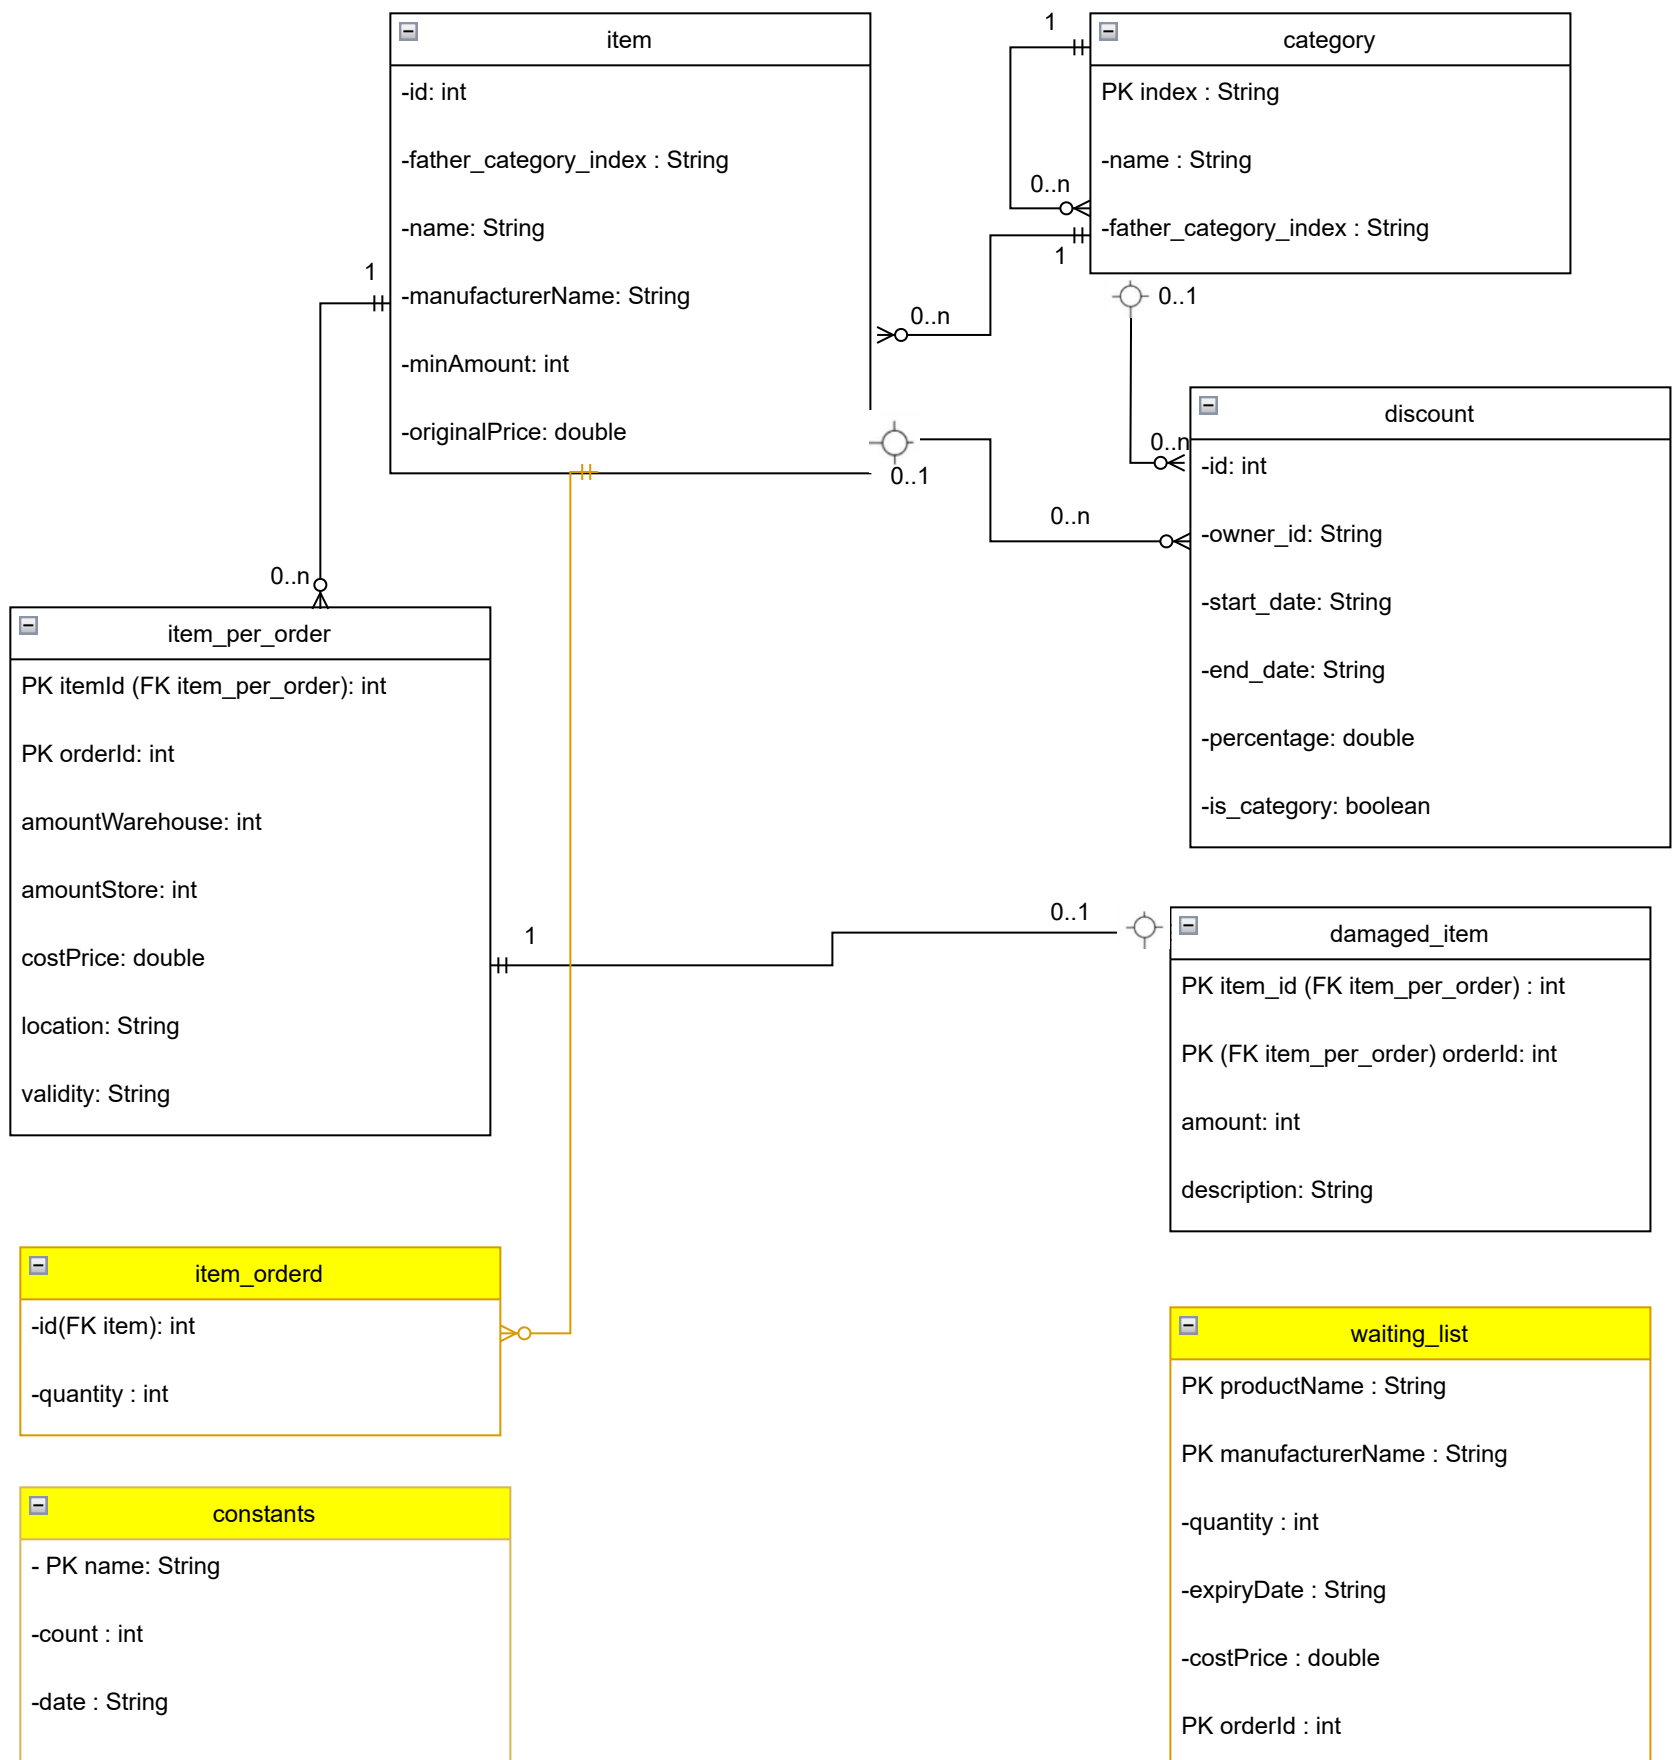 item
-id: int
-father_category_index : String
-name: String
-manufacturerName: String
-minAmount: int
-originalPrice: double
1
category
PK index : String
-name : String
-father_category_index : String
0..n
1
0..n
0..1
1
0..n
0..1
0..n
0..n
discount
-id: int
-owner_id: String
-start_date: String
-end_date: String
-percentage: double
-is_category: boolean
item_per_order
PK itemId (FK item_per_order): int
PK orderId: int
amountWarehouse: int
amountStore: int
costPrice: double
location: String
validity: String
1
0..1
damaged_item
PK item_id (FK item_per_order) : int
PK (FK item_per_order) orderId: int
amount: int
description: String
item_orderd
-id(FK item): int
-quantity : int
waiting_list
PK productName : String
PK manufacturerName : String
-quantity : int
-expiryDate : String
-costPrice : double
PK orderId : int
constants
- PK name: String
-count : int
-date : String